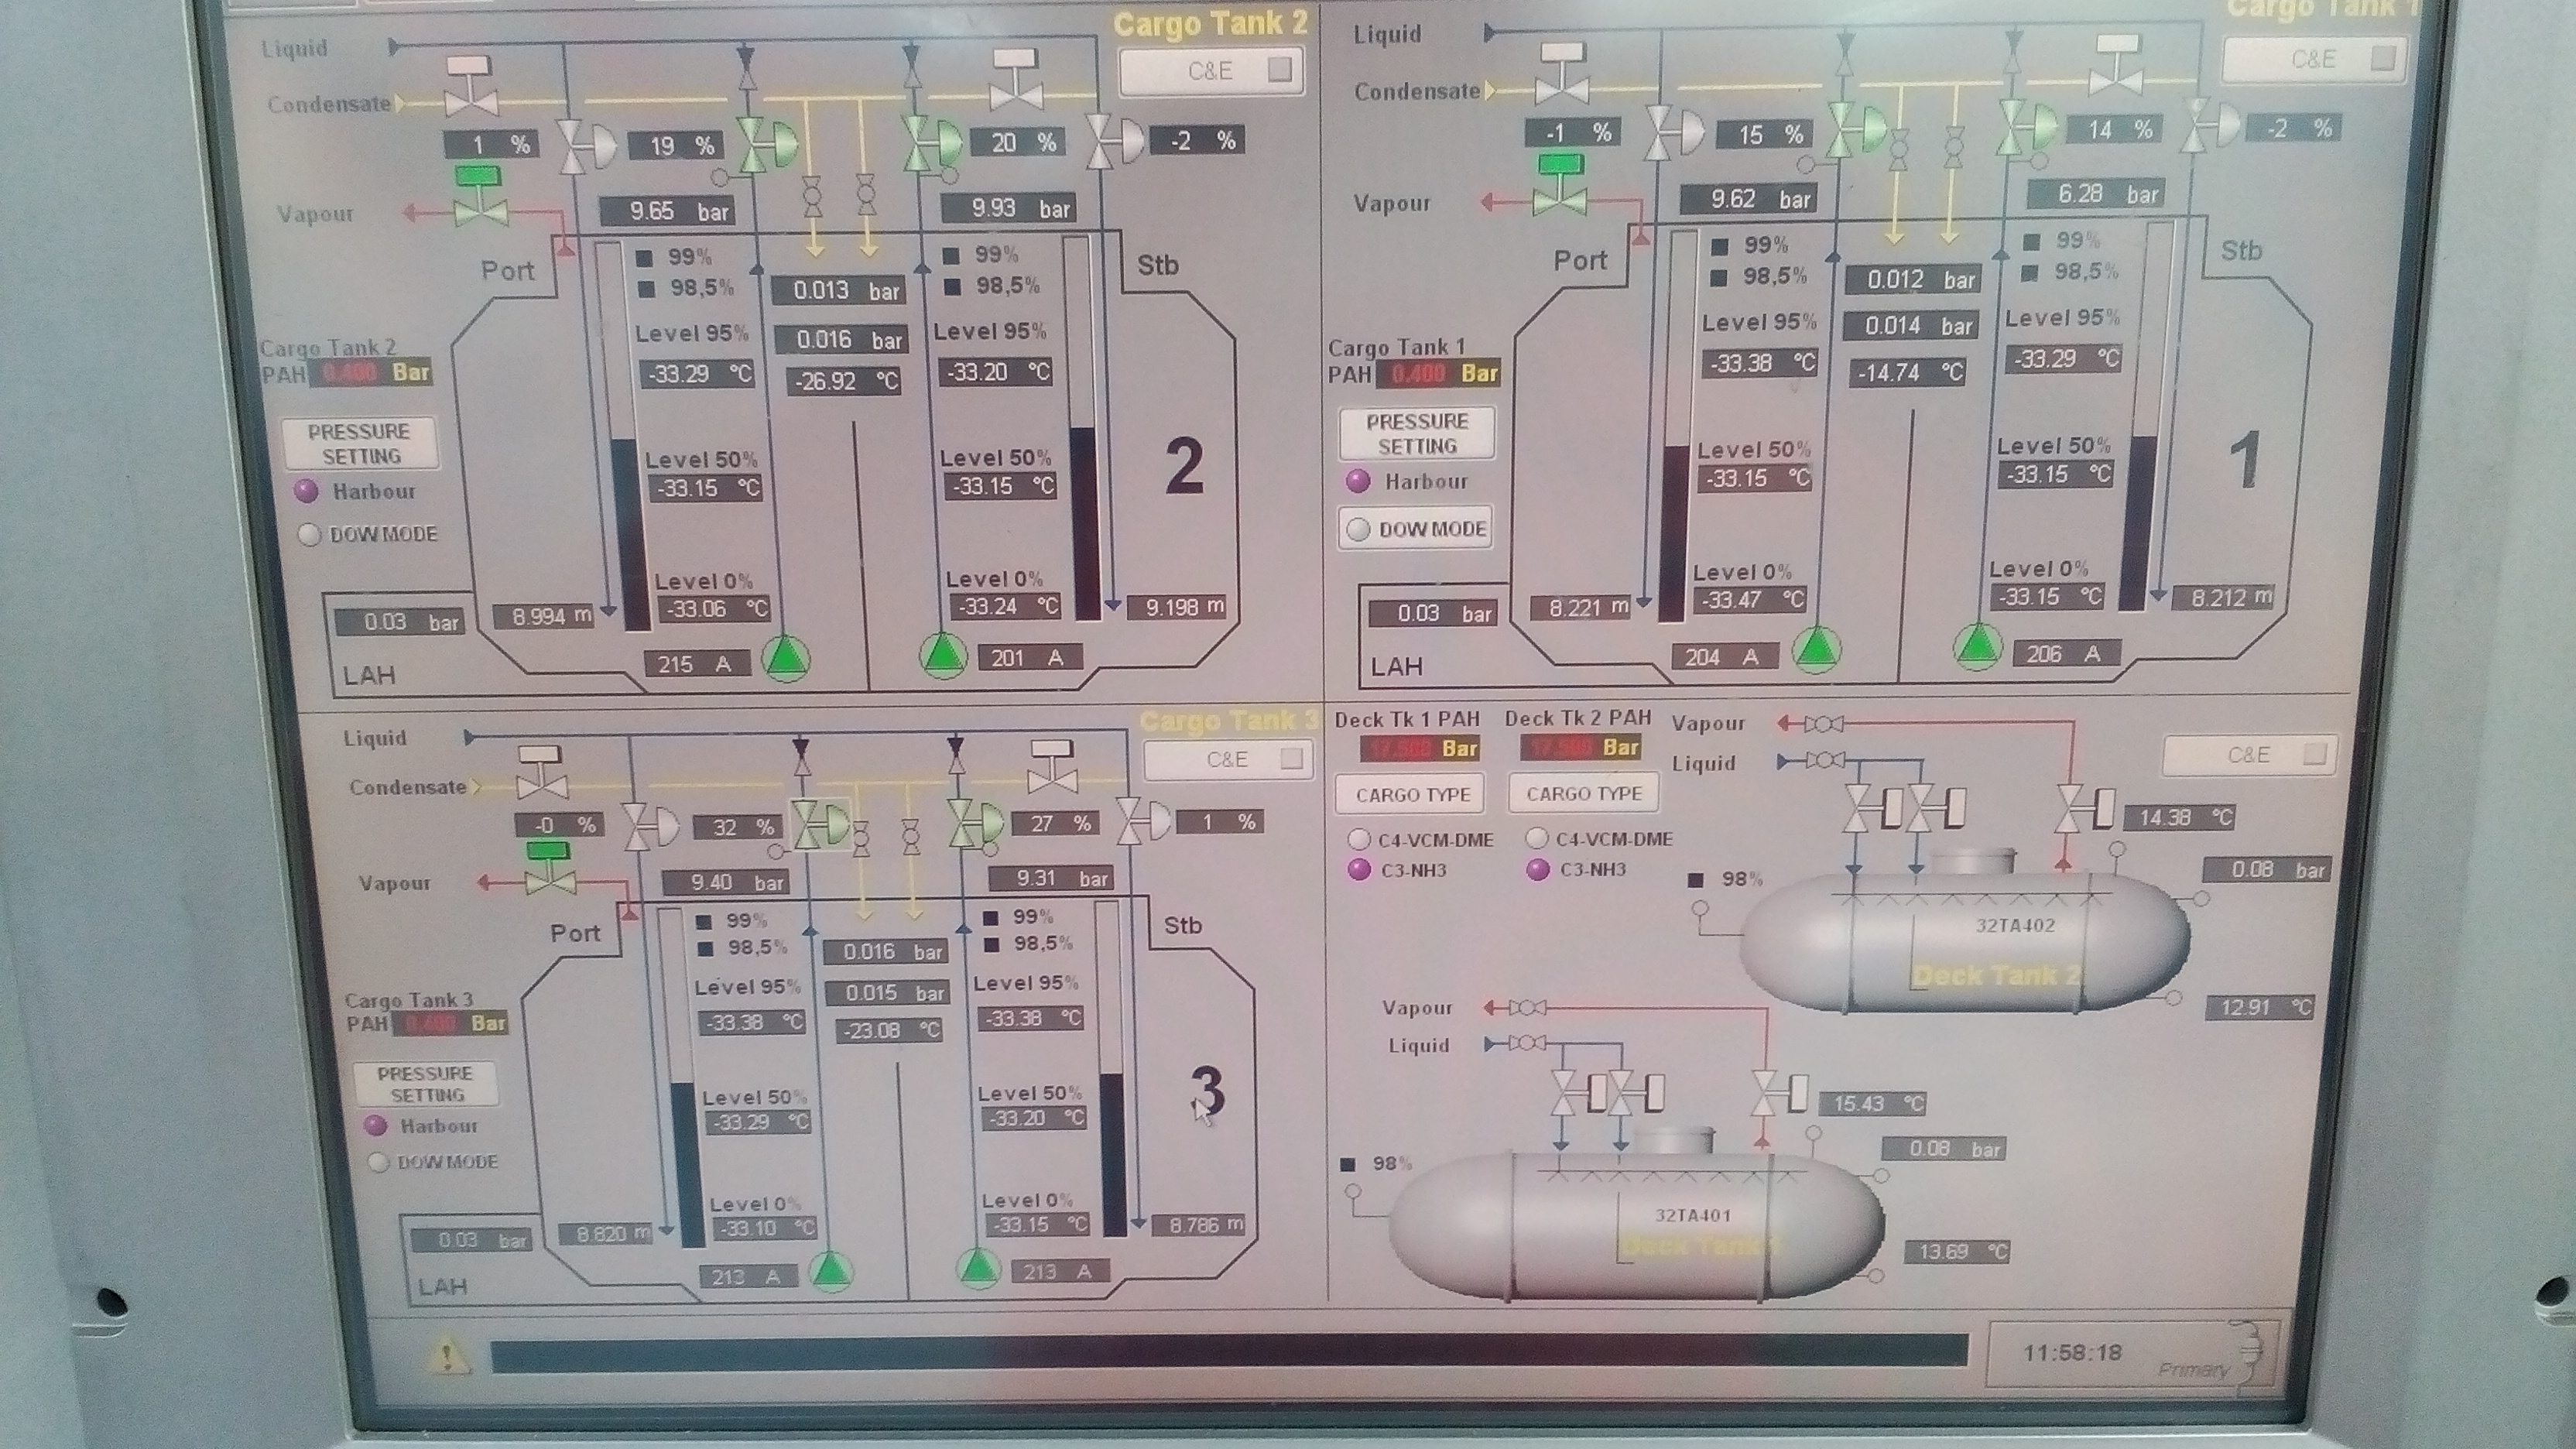 Cargo Tank 2
Liquid
C&E
Condensate
1 %
19 %
20 %
-2 %
Vapour
9.65 bar
9.93 bar
Port
99%
98,5%
99%
98,5%
Stb
0.013 bar
Level 95%
0.016 bar
Level 95%
Cargo Tank 2
PAH 0.400 Bar
-33.29 °C
-26.92 °C
-33.20 °C
PRESSURE
SETTING
Harbour
DOW MODE
Level 50%
-33.15 °C
Level 50%
-33.15 °C
2
Level 0%
-33.06 °C
Level 0%
-33.24 °C
0.03 bar
8.994 m
9.198 m
LAH
215 A
201 A
Cargo Tank 1
Liquid
C&E
Condensate
-1 %
15 %
14 %
-2 %
Vapour
9.62 bar
6.28 bar
Port
99%
98,5%
99%
98,5%
Stb
0.012 bar
Level 95%
0.014 bar
Level 95%
Cargo Tank 1
PAH 0.400 Bar
-33.38 °C
-14.74 °C
-33.29 °C
PRESSURE
SETTING
Harbour
DOW MODE
Level 50%
-33.15 °C
Level 50%
-33.15 °C
1
Level 0%
-33.47 °C
Level 0%
-33.15 °C
0.03 bar
8.221 m
8.212 m
LAH
204 A
206 A
Cargo Tank 3
Liquid
C&E
Condensate
-0 %
32 %
27 %
1 %
Vapour
9.40 bar
9.31 bar
Port
99%
98,5%
99%
98,5%
Stb
0.016 bar
Level 95%
0.015 bar
Level 95%
Cargo Tank 3
PAH 0.400 Bar
-33.38 °C
-23.08 °C
-33.38 °C
PRESSURE
SETTING
Harbour
DOW MODE
Level 50%
-33.29 °C
Level 50%
-33.20 °C
3
Level 0%
-33.10 °C
Level 0%
-33.15 °C
0.03 bar
8.820 m
8.786 m
LAH
213 A
213 A
Deck Tk 1 PAH
Deck Tk 2 PAH
Bar
Bar
CARGO TYPE
CARGO TYPE
C4-VCM-DME
C4-VCM-DME
C3-NH3
C3-NH3
Vapour
Liquid
C&E
14.38 °C
98%
0.08 bar
32TA402
Deck Tank 2
12.91 °C
Vapour
Liquid
15.43 °C
98%
0.08 bar
32TA401
Deck Tank
13.69 °C
11:58:18
Primary